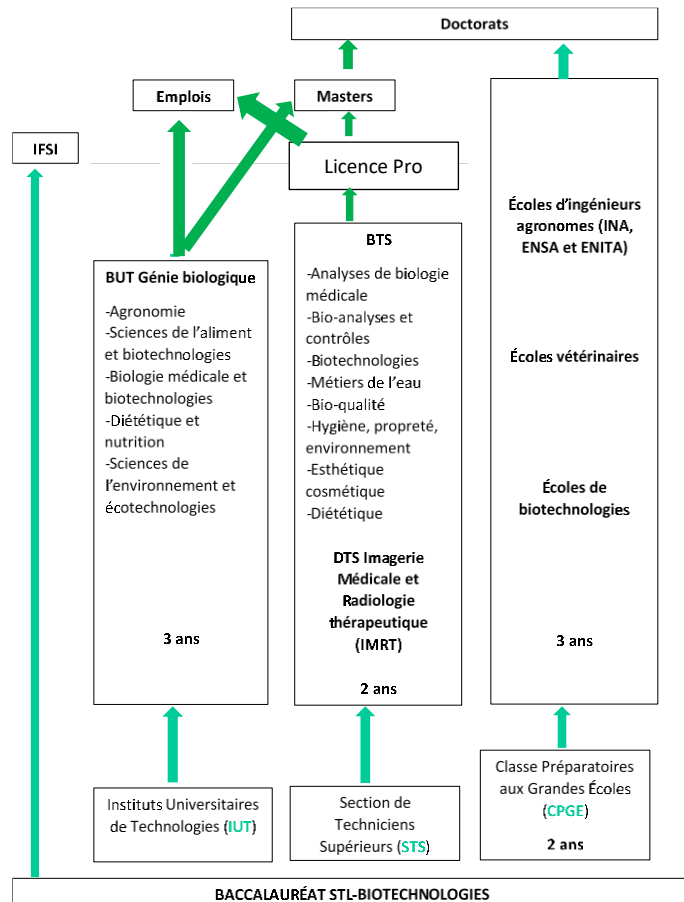 Doctorats
Emplois
Masters
IFSI
Licence Pro
BUT Génie biologique
-Agronomie
-Sciences de l'aliment
et biotechnologies
-Biologie médicale et
biotechnologies
-Diététique et
nutrition
-Sciences de
l'environnement et
écotechnologies
3 ans
BTS
-Analyses de biologie
médicale
-Bio-analyses et
contrôles
-Biotechnologies
-Métiers de l'eau
-Bio-qualité
-Hygiène, propreté,
environnement
-Esthétique
cosmétique
-Diététique
DTS Imagerie
Médicale et
Radiologie
thérapeutique
(IMRT)
2 ans
Écoles d'ingénieurs
agronomes (INA,
ENSA et ENITA)
Écoles vétérinaires
Écoles de
biotechnologies
3 ans
Instituts Universitaires
de Technologies (IUT)
Section de
Techniciens
Supérieurs (STS)
Classe Préparatoires
aux Grandes Écoles
(CPGE)
2 ans
BACCALAURÉAT STL-BIOTECHNOLOGIES